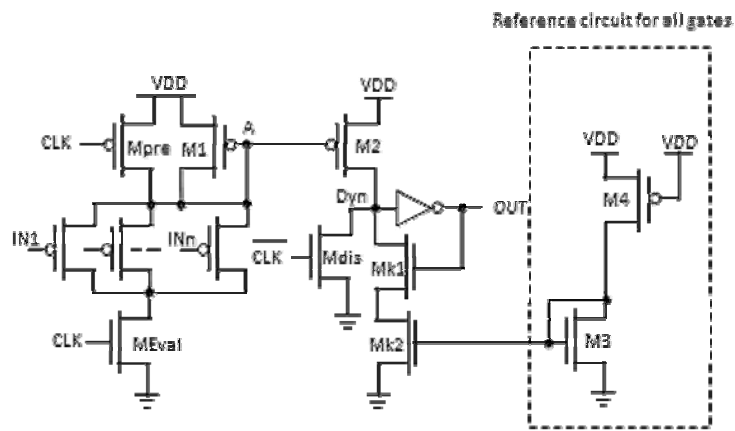 Reference circuit for all gates
VDD
VDD
VDD
VDD
CLK
Mpre
M1
A
M2
M4
Dyn
OUT
IN1
INn
CLK
Mdis
Mk1
CLK
MEval
Mk2
M3